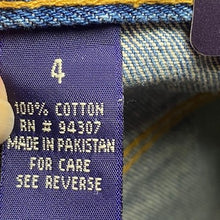 4
100% COTTON
RN # 94307
MADE IN PAKISTAN
FOR CARE
SEE REVERSE